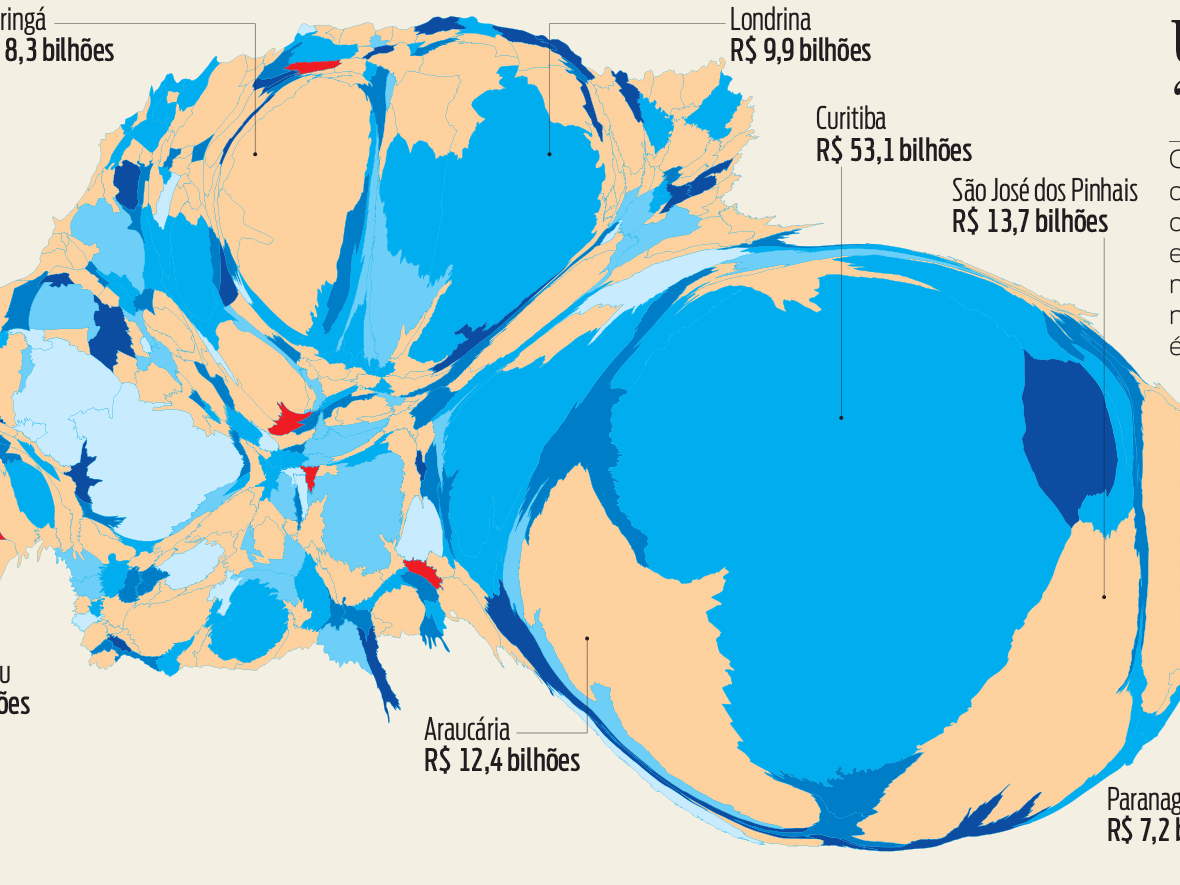 ringá
8,3 bilhões
Londrina
R$ 9,9 bilhões
Curitiba
R$ 53,1 bilhões
São José dos Pinhais
R$ 13,7 bilhões
u
ões
Araucária
R$ 12,4 bilhões
Paranag
R$ 7,2 b